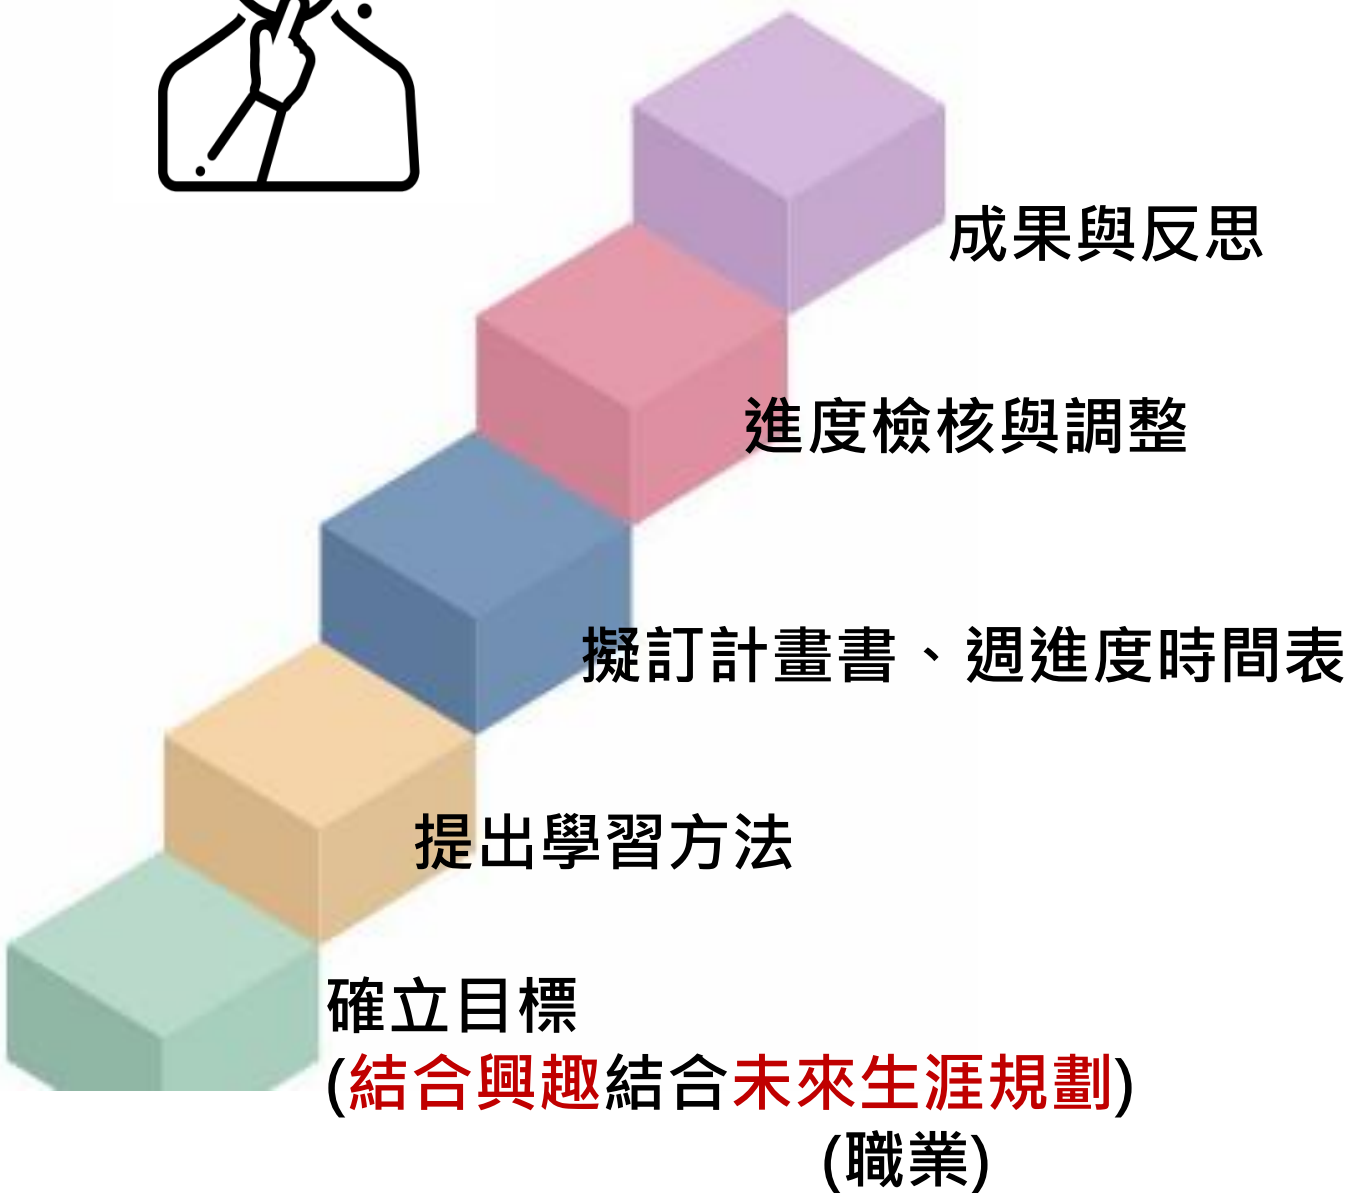 成果與反思
進度檢核與調整
擬訂計畫書、週進度時間表
提出學習方法
確立目標
(結合興趣結合未來生涯規劃)
(職業)